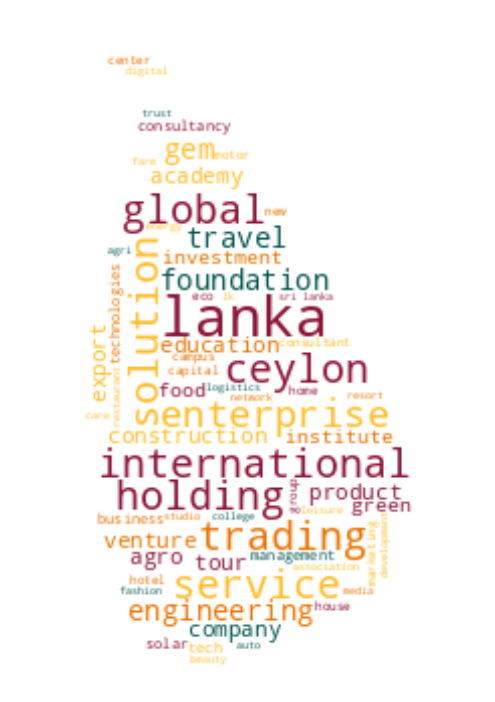 center
digital
trust
consultancy
gem motor
fare
academy
global new
energy
travel
agri investment
technologies
foundation
eco lk sri lanka
lanka
solution
export
education consultant
campus
capital ceylon
restaurant
food logistics home
network resort
care enterprise
construction institute
international
holding group product
leisure green
business studio college
trading
venture
marketing
development
agro tour management
association
hotel service media
fashion
engineering house
company
solar tech auto
beauty